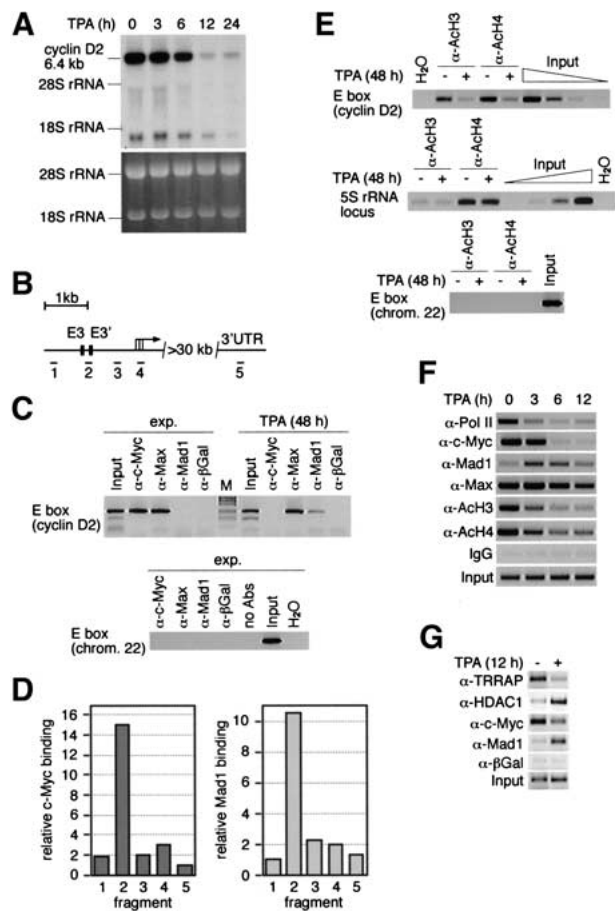 A
TPA (h)
0 3 6 12 24
cyclin D2
6.4 kb
28S rRNA
18S rRNA
28S rRNA
18S rRNA
B
1kb
E3 E3'
>30 kb
3'UTR
1 2 3 4 5
C
exp. TPA (48 h)
Input α-c-Myc α-Max α-Mad1 α-βGal M Input α-c-Myc α-Max α-Mad1 α-βGal
E box
(cyclin D2)
exp.
α-c-Myc α-Max α-Mad1 α-βGal no Abs Input H₂O
E box
(chrom. 22)
D
relative c-Myc binding
16
14
12
10
8
6
4
2
0
1 2 3 4 5
fragment
relative Mad1 binding
10
8
6
4
2
0
1 2 3 4 5
fragment
E
H₂O α-AcH3 α-AcH4 Input
TPA (48 h) - + - +
E box
(cyclin D2)
α-AcH3 α-AcH4 Input H₂O
TPA (48 h) - + - +
5S rRNA
locus
α-AcH3 α-AcH4 Input
TPA (48 h) - + - +
E box
(chrom. 22)
F
TPA (h) 0 3 6 12
α-Pol II
α-c-Myc
α-Mad1
α-Max
α-AcH3
α-AcH4
IgG
Input
G
TPA (12 h)
- +
α-TRRAP
α-HDAC1
α-c-Myc
α-Mad1
α-βGal
Input